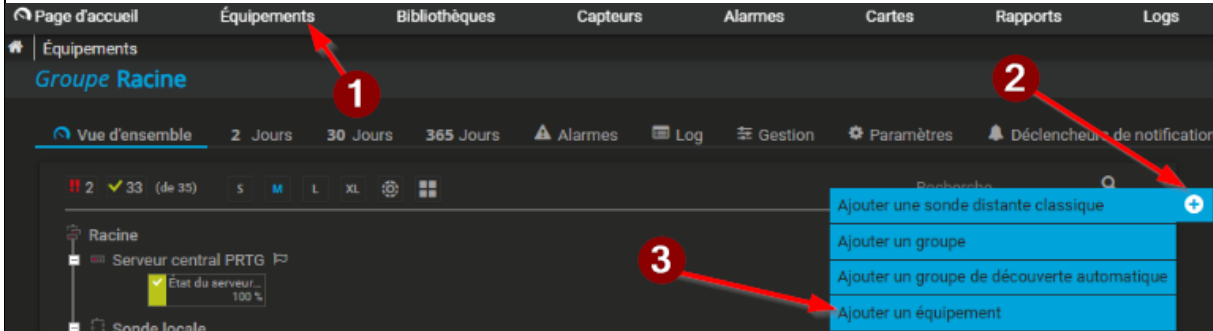 Page d'accueil Équipements Bibliothèques Capteurs Alarmes Cartes Rapports Logs
Équipements
Groupe Racine
1
2
Vue d'ensemble 2 Jours 30 Jours 365 Jours Alarmes Log Gestion Paramètres Déclencheurs de notification
!! 2 33 (de 35) S M L XL Recherche
Ajouter une sonde distante classique
Racine
Ajouter un groupe
Serveur central PRTG
3
Ajouter un groupe de découverte automatique
État du serveur...
100 %
Ajouter un équipement
Sonde locale